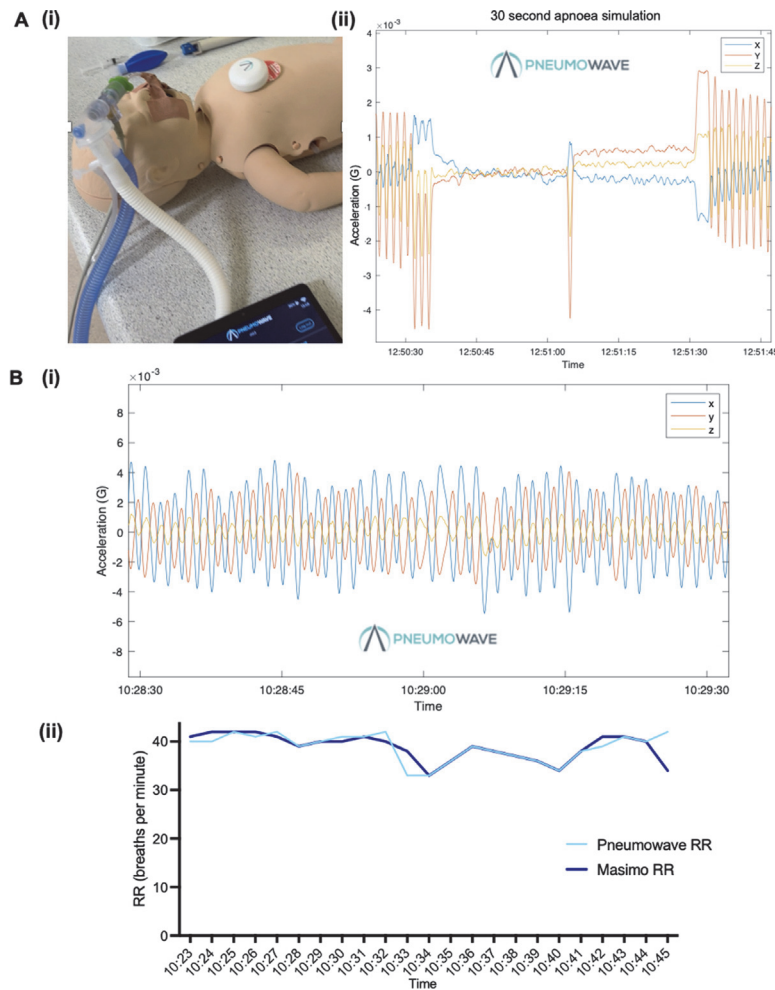 A (i)
PNEUMOWAVE
(ii)
30 second apnoea simulation
×10⁻³
4
3
2
1
0
-1
-2
-3
-4
Acceleration (G)
PNEUMOWAVE
X
Y
Z
12:50:30 12:50:45 12:51:00 12:51:15 12:51:30 12:51:45
Time
B (i)
×10⁻³
8
6
4
2
0
-2
-4
-6
-8
Acceleration (G)
x
y
z
PNEUMOWAVE
10:28:30 10:28:45 10:29:00 10:29:15 10:29:30
Time
(ii)
40
30
20
10
0
RR (breaths per minute)
Pneumowave RR
Masimo RR
10:23 10:24 10:25 10:26 10:27 10:28 10:29 10:30 10:31 10:32 10:33 10:34 10:35 10:36 10:37 10:38 10:39 10:40 10:41 10:42 10:43 10:44 10:45
Time